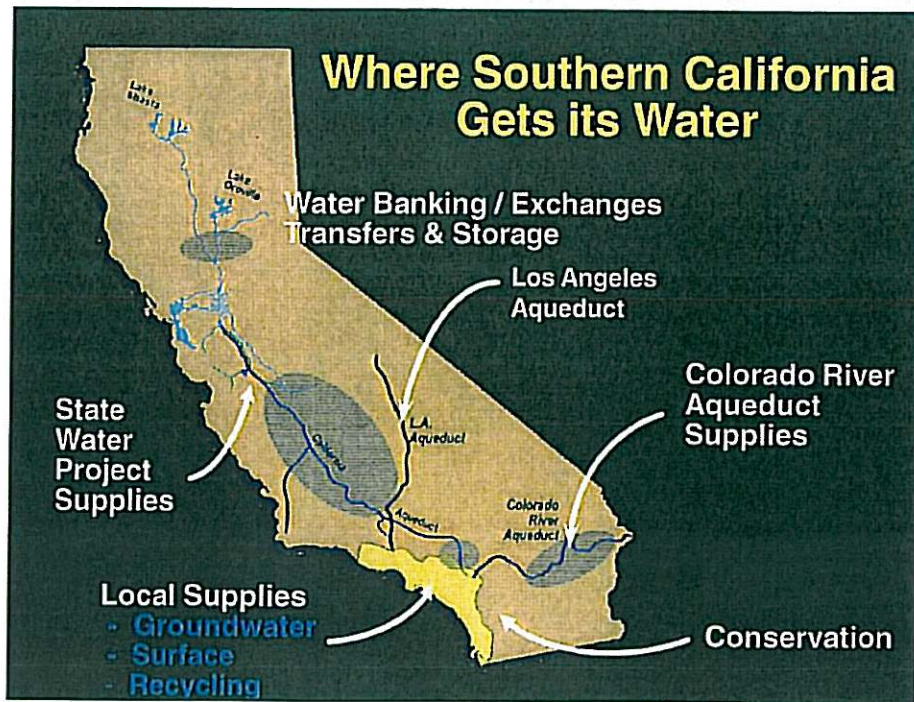 Where Southern California
Gets its Water
Lake
Shasta
Lake
Oroville
Water Banking / Exchanges
Transfers & Storage
Los Angeles
Aqueduct
Colorado River
Aqueduct
Supplies
State
Water
Project
Supplies
L.A.
Aqueduct
California
Aqueduct
Colorado
River
Aqueduct
Local Supplies
- Groundwater
- Surface
- Recycling
Conservation